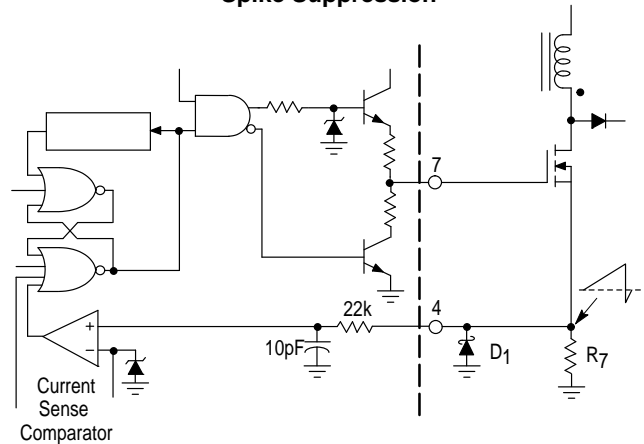 Spike Suppression
7
22k
4
10pF
D1
R7
+
−
Current
Sense
Comparator